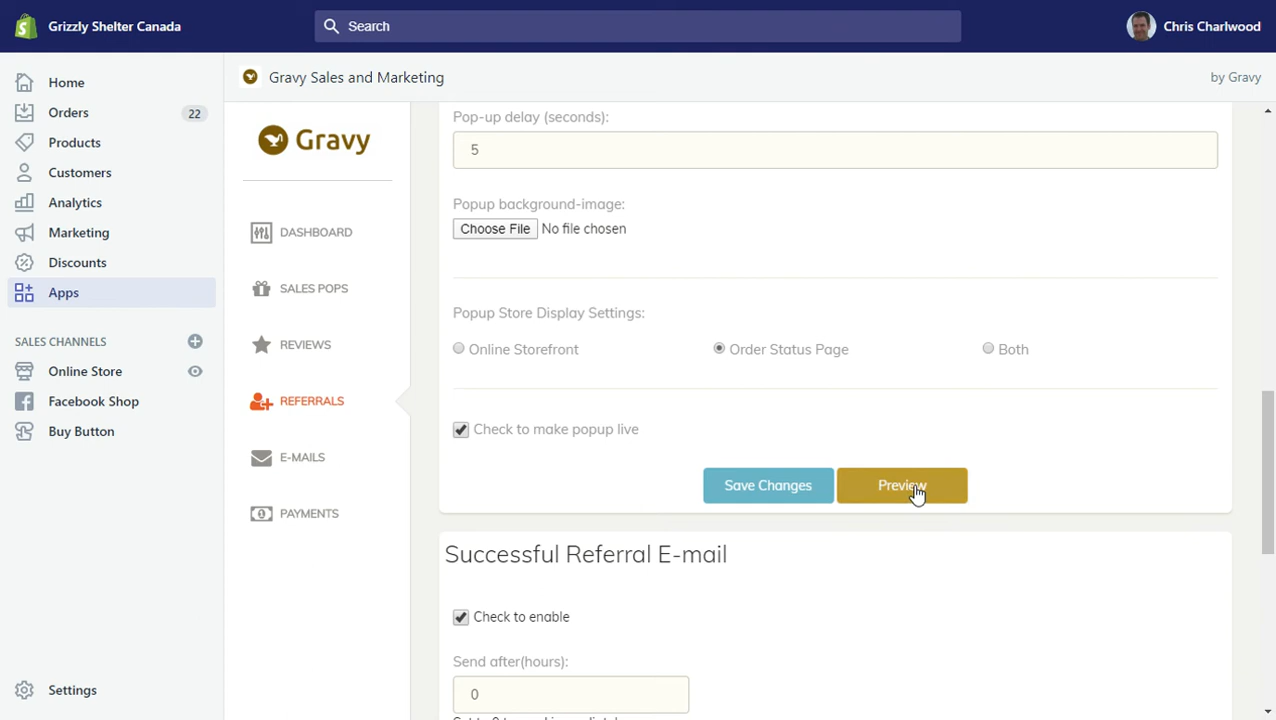 Grizzly Shelter Canada
Search
Chris Charlwood
Home
Orders
22
Products
Customers
Analytics
Marketing
Discounts
Apps
SALES CHANNELS
Online Store
Facebook Shop
Buy Button
Settings
Gravy Sales and Marketing
by Gravy
Gravy
DASHBOARD
SALES POPS
REVIEWS
REFERRALS
E-MAILS
PAYMENTS
Pop-up delay (seconds):
5
Popup background-image:
Choose File No file chosen
Popup Store Display Settings:
Online Storefront Order Status Page Both
Check to make popup live
Save Changes Preview
Successful Referral E-mail
Check to enable
Send after(hours):
0